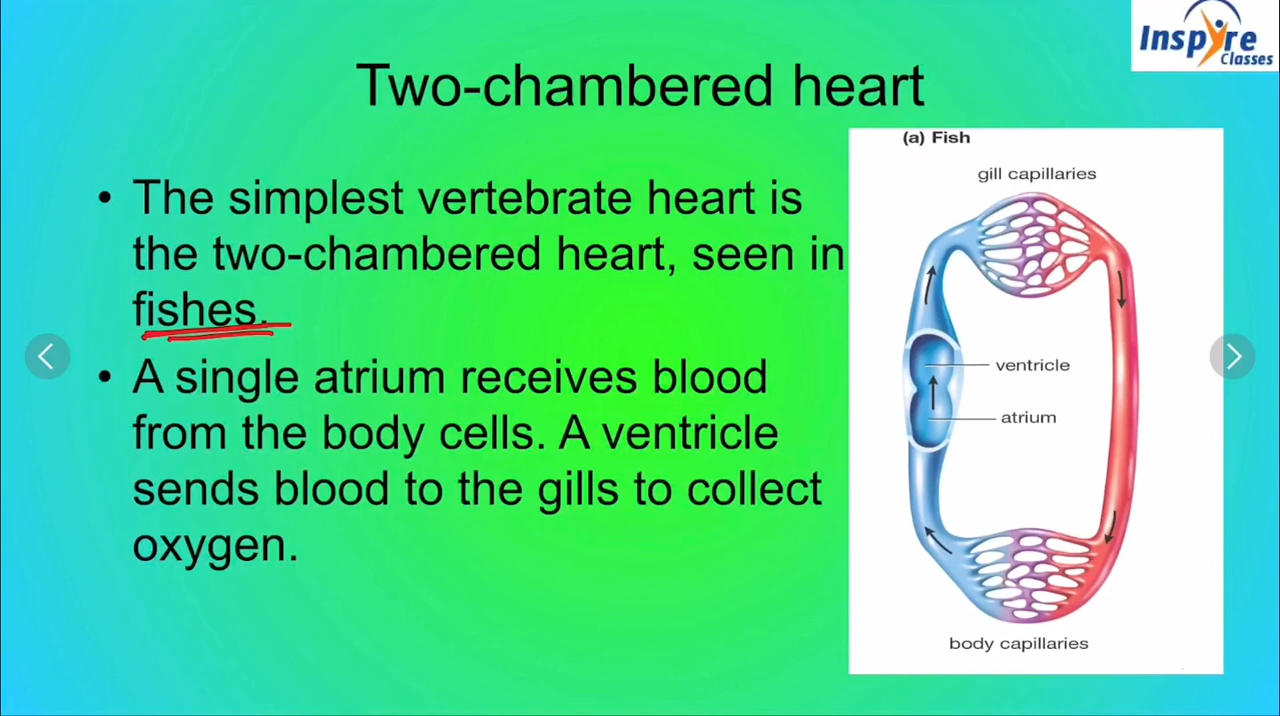 Inspyre
Classes
Two-chambered heart
• The simplest vertebrate heart is
the two-chambered heart, seen in
fishes.
• A single atrium receives blood
from the body cells. A ventricle
sends blood to the gills to collect
oxygen.
(a) Fish
gill capillaries
ventricle
atrium
body capillaries